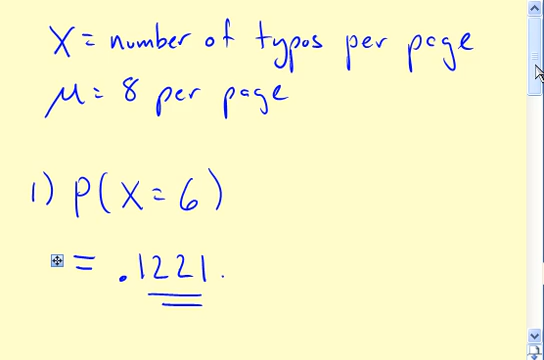 X = number of typos per page
μ = 8 per page
1) P(X=6)
= .1221.